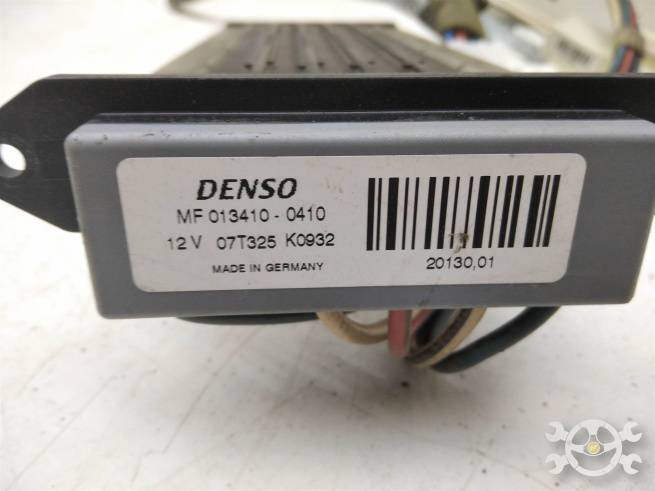 DENSO
MF 013410 - 0410
12 V 07T325 K0932
MADE IN GERMANY
20130,01